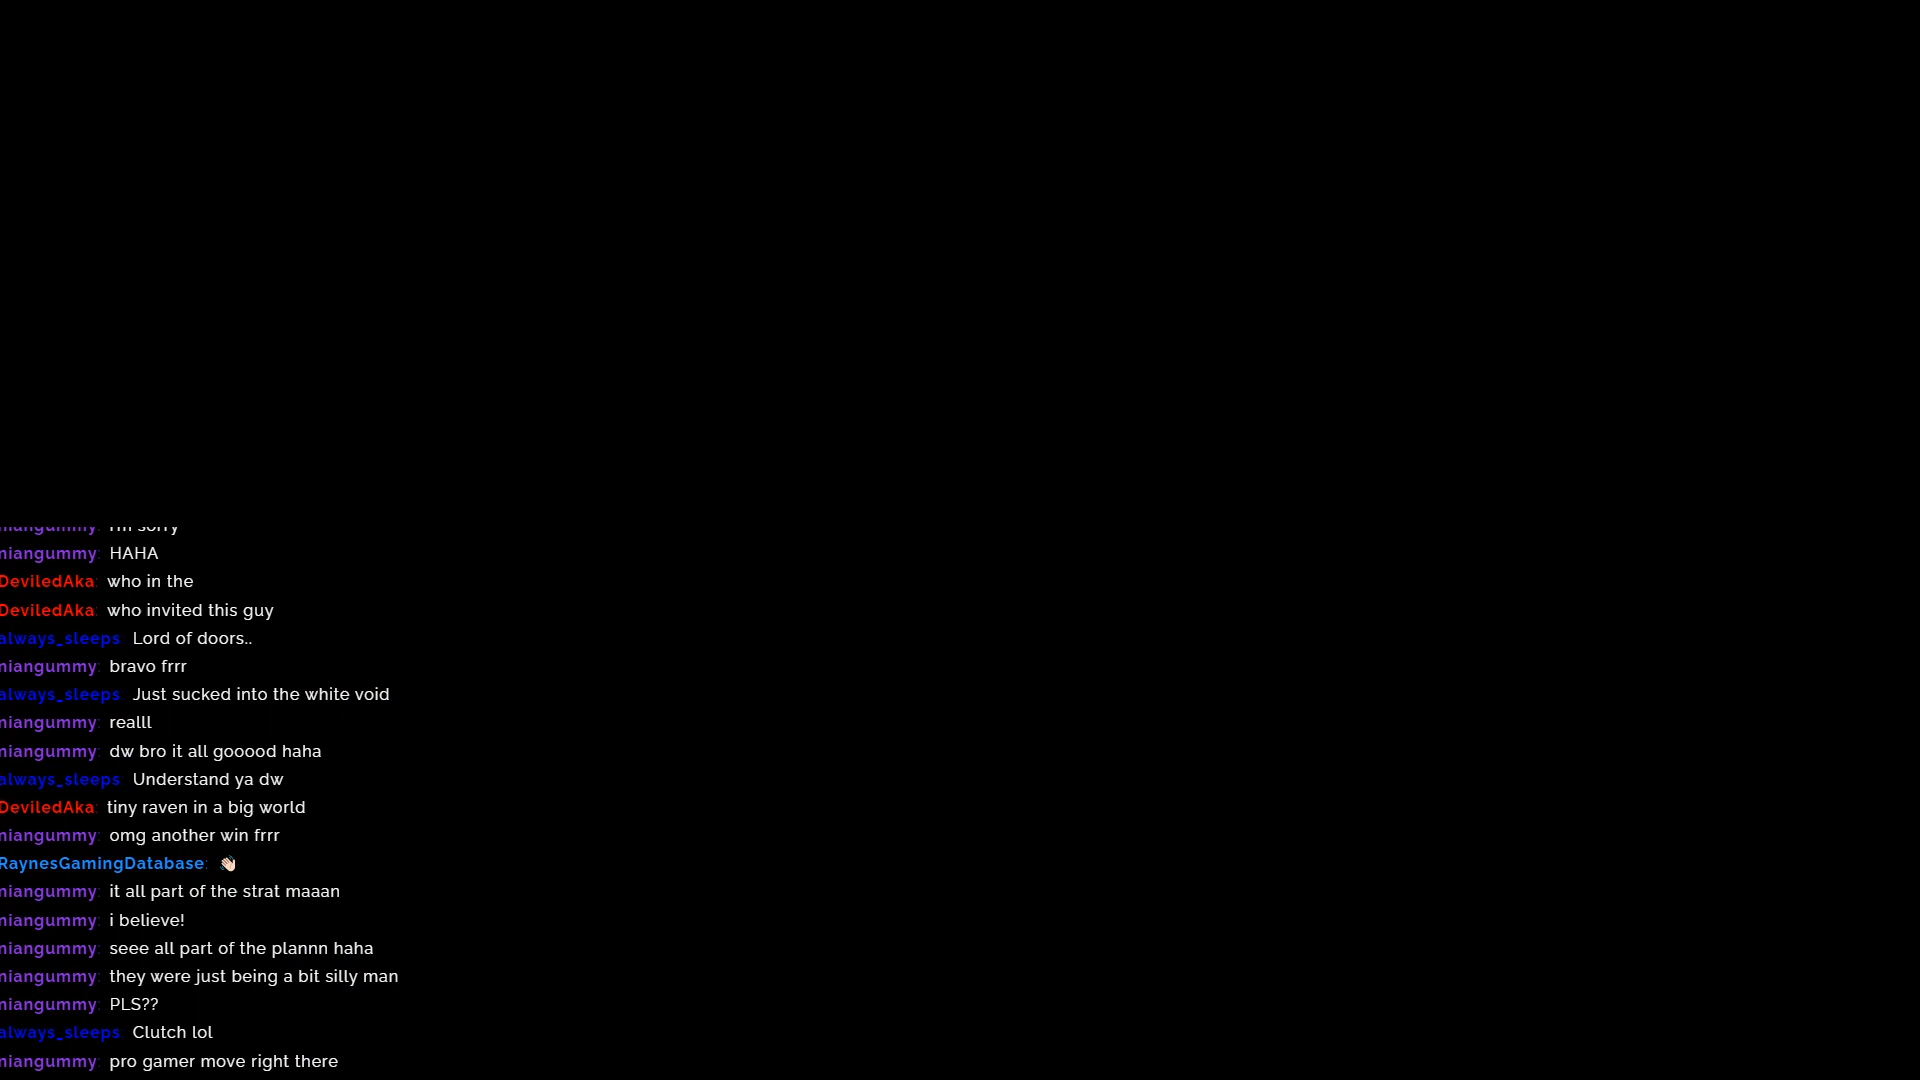 niangummy: I'm sorry
niangummy: HAHA
DeviledAka: who in the
DeviledAka: who invited this guy
always_sleeps: Lord of doors..
niangummy: bravo frrr
always_sleeps: Just sucked into the white void
niangummy: realll
niangummy: dw bro it all gooood haha
always_sleeps: Understand ya dw
DeviledAka: tiny raven in a big world
niangummy: omg another win frrr
RaynesGamingDatabase: 👋🏻
niangummy: it all part of the strat maaan
niangummy: i believe!
niangummy: seee all part of the plannn haha
niangummy: they were just being a bit silly man
niangummy: PLS??
always_sleeps: Clutch lol
niangummy: pro gamer move right there